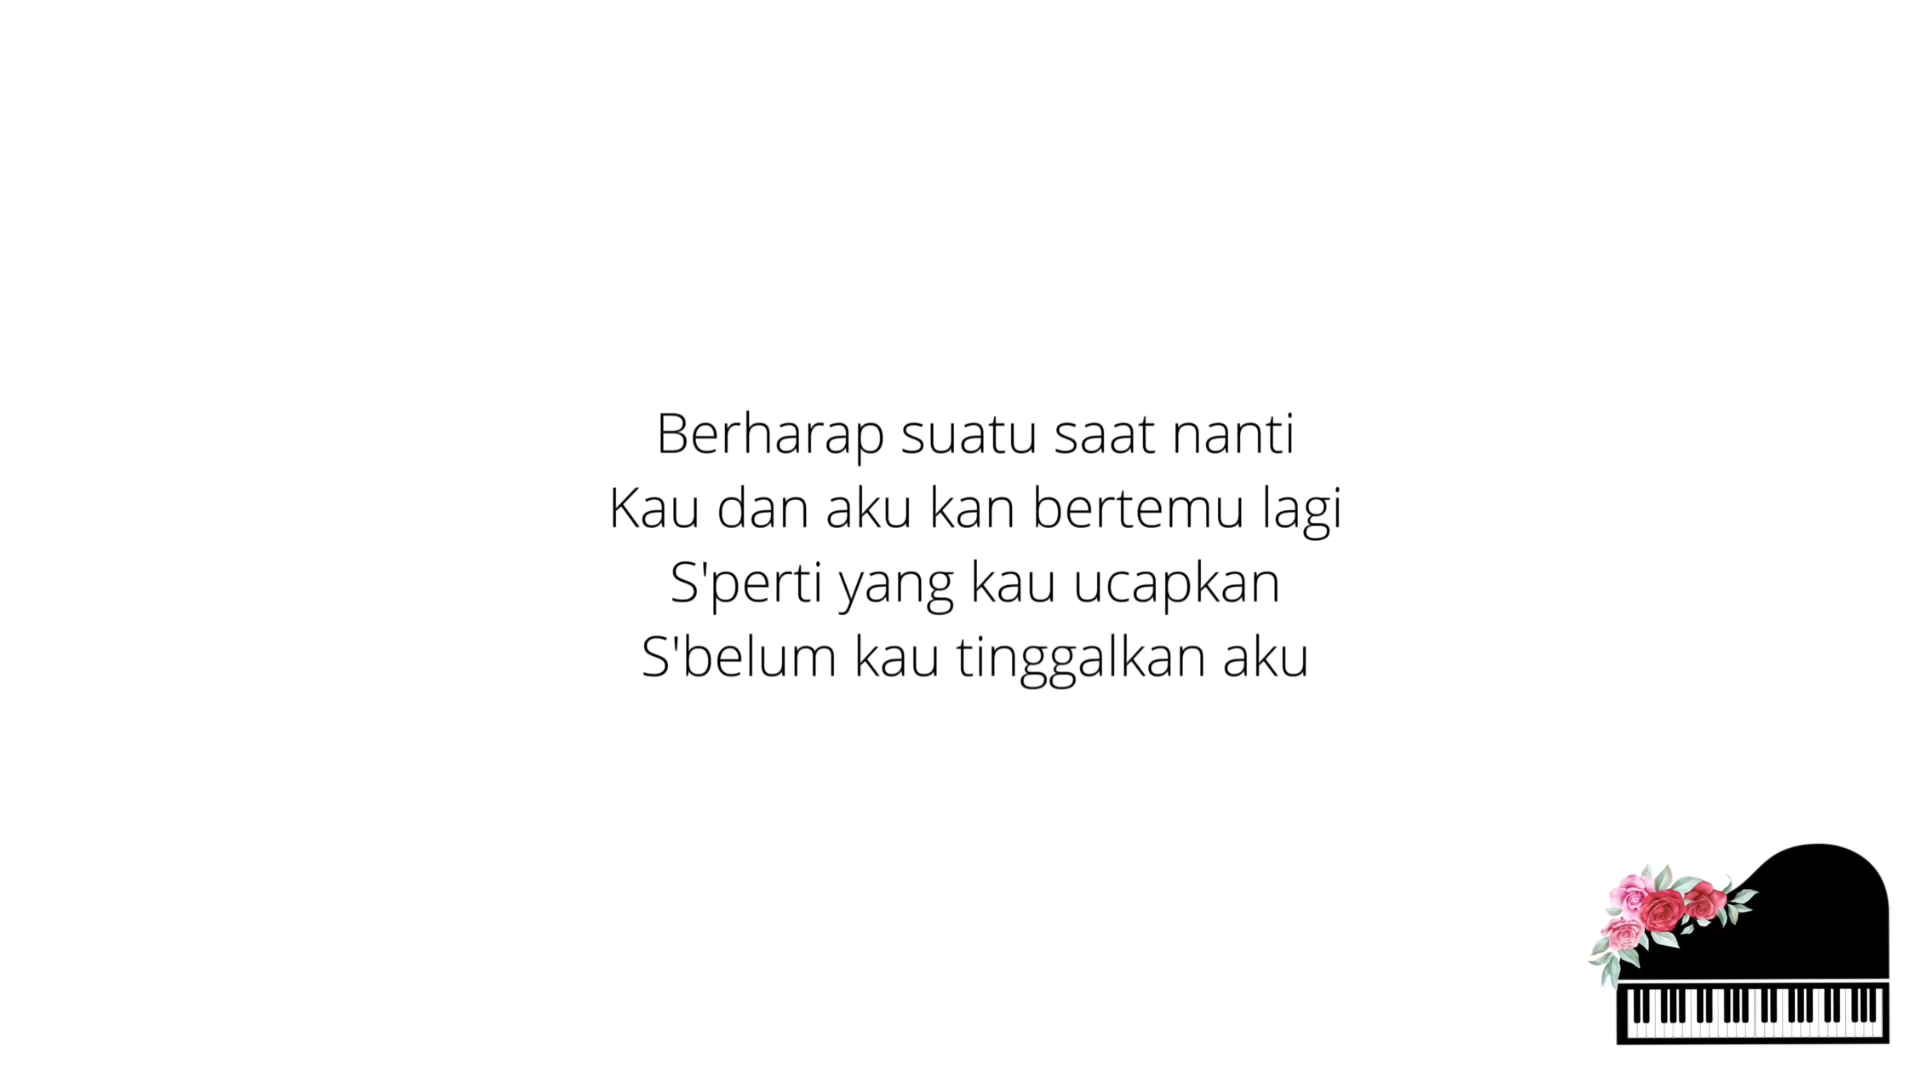 Berharap suatu saat nanti
Kau dan aku kan bertemu lagi
S'perti yang kau ucapkan
S'belum kau tinggalkan aku